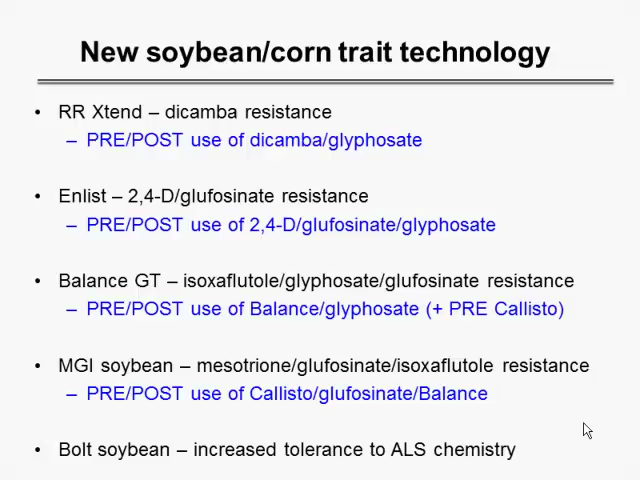 New soybean/corn trait technology
• RR Xtend – dicamba resistance
– PRE/POST use of dicamba/glyphosate
• Enlist – 2,4-D/glufosinate resistance
– PRE/POST use of 2,4-D/glufosinate/glyphosate
• Balance GT – isoxaflutole/glyphosate/glufosinate resistance
– PRE/POST use of Balance/glyphosate (+ PRE Callisto)
• MGI soybean – mesotrione/glufosinate/isoxaflutole resistance
– PRE/POST use of Callisto/glufosinate/Balance
• Bolt soybean – increased tolerance to ALS chemistry